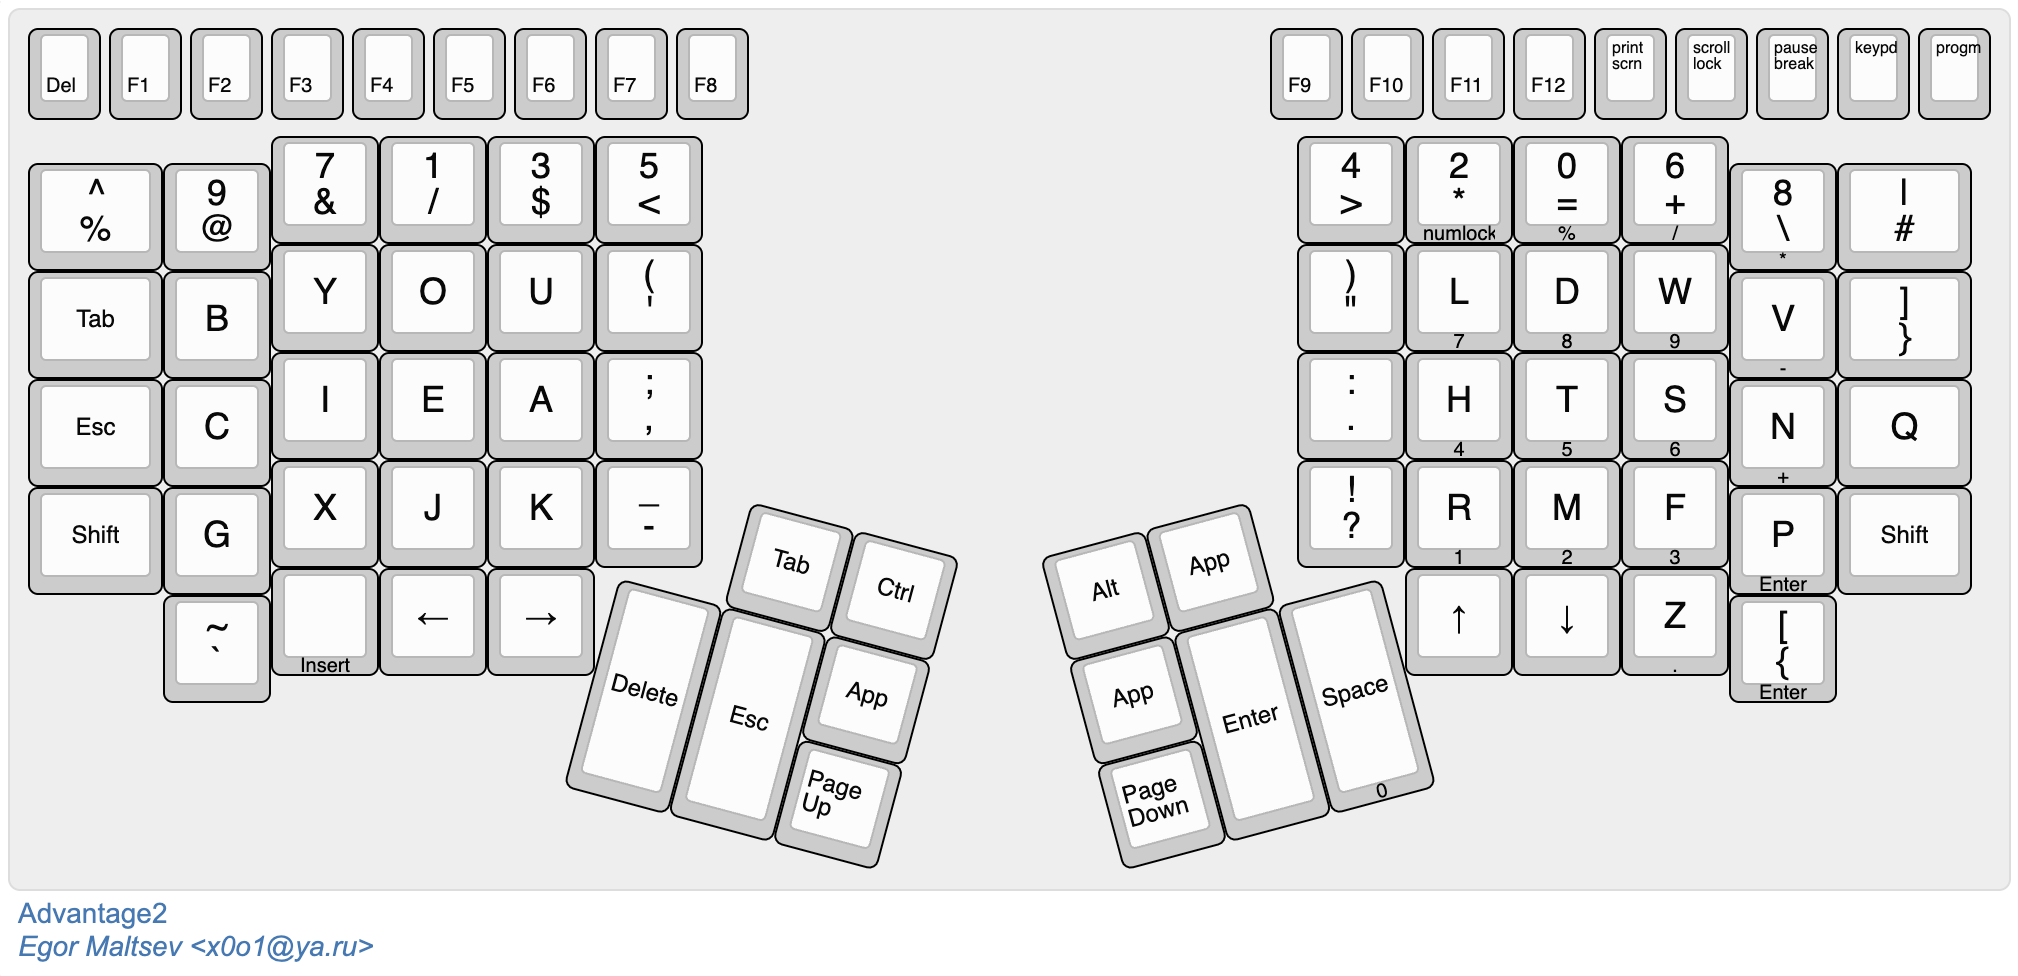 Del F1 F2 F3 F4 F5 F6 F7 F8 F9 F10 F11 F12 print scrn scroll lock pause break keypd progm
^ % 9 @ 7 & 1 / 3 $ 5 < 4 > 2 * numlock 0 = % 6 + / 8 \ * | #
Tab B Y O U ( ' ) " L 7 D 8 W 9 V - ] }
Esc C I E A ; , : . H 4 T 5 S 6 N + Q
Shift G X J K _ - ! ? R 1 M 2 F 3 P Enter Shift
~ ` Insert ← → ↑ ↓ Z . [ { Enter
Tab Ctrl Alt App
Delete Esc App App Enter Space 0
Page Up Page Down
Advantage2
Egor Maltsev <x0o1@ya.ru>